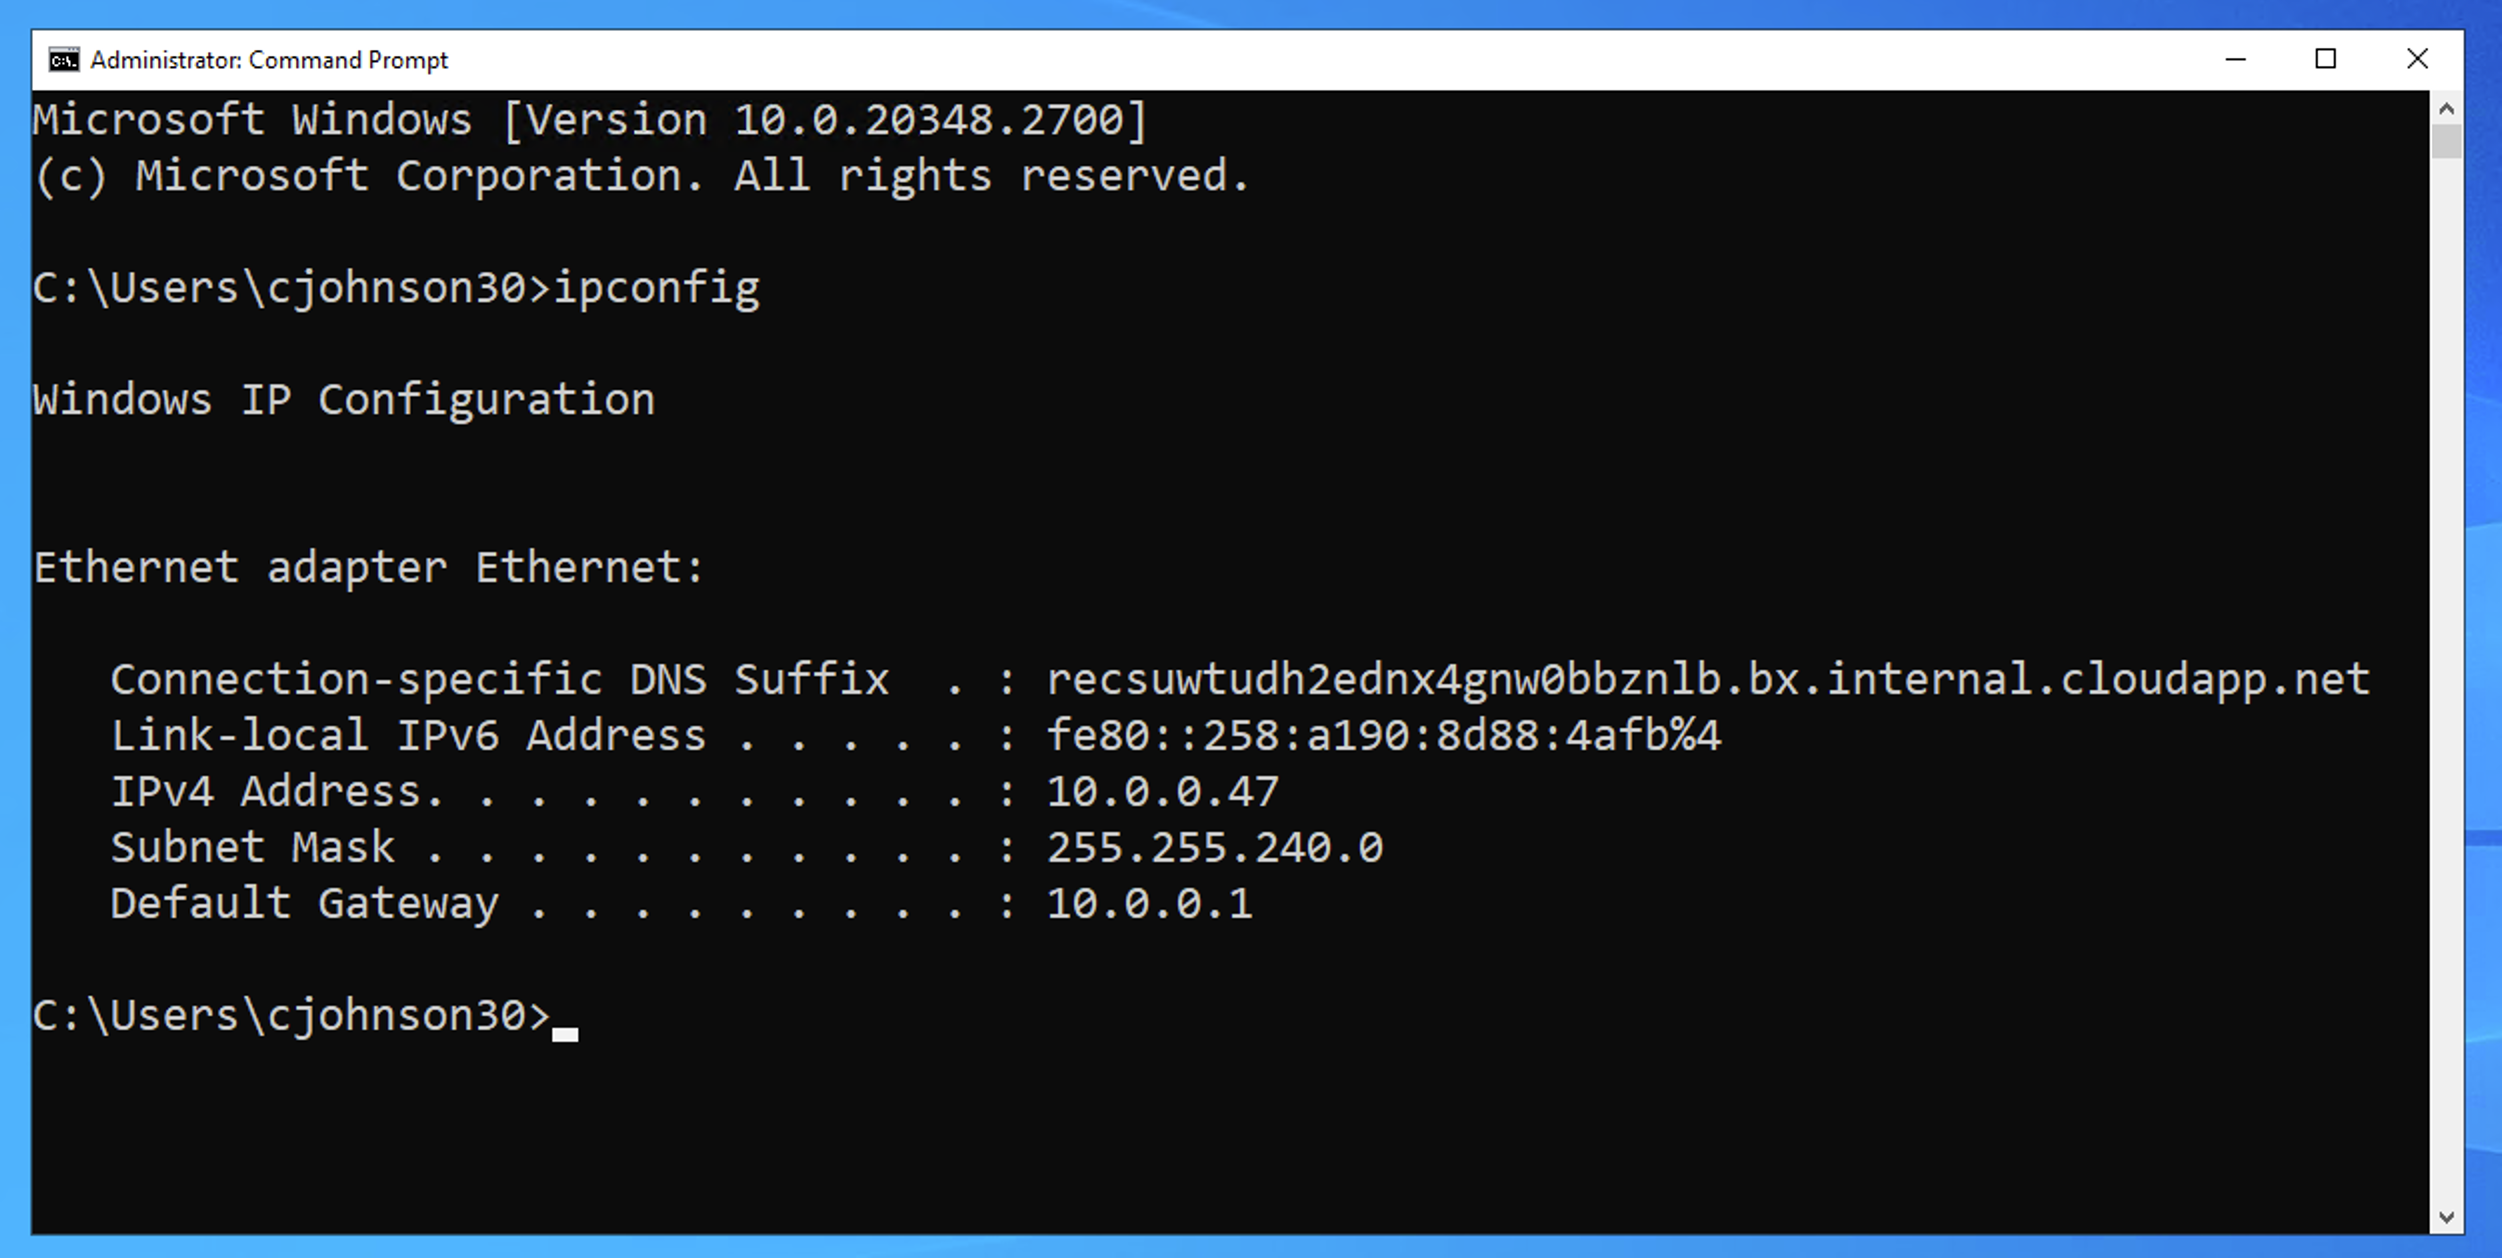 Administrator: Command Prompt
Microsoft Windows [Version 10.0.20348.2700]
(c) Microsoft Corporation. All rights reserved.
C:\Users\cjohnson30>ipconfig
Windows IP Configuration
Ethernet adapter Ethernet:
Connection-specific DNS Suffix  . : recsuwtudh2ednx4gnw0bbznlb.bx.internal.cloudapp.net
Link-local IPv6 Address . . . . . : fe80::258:a190:8d88:4afb%4
IPv4 Address. . . . . . . . . . . : 10.0.0.47
Subnet Mask . . . . . . . . . . . : 255.255.240.0
Default Gateway . . . . . . . . . : 10.0.0.1
C:\Users\cjohnson30>